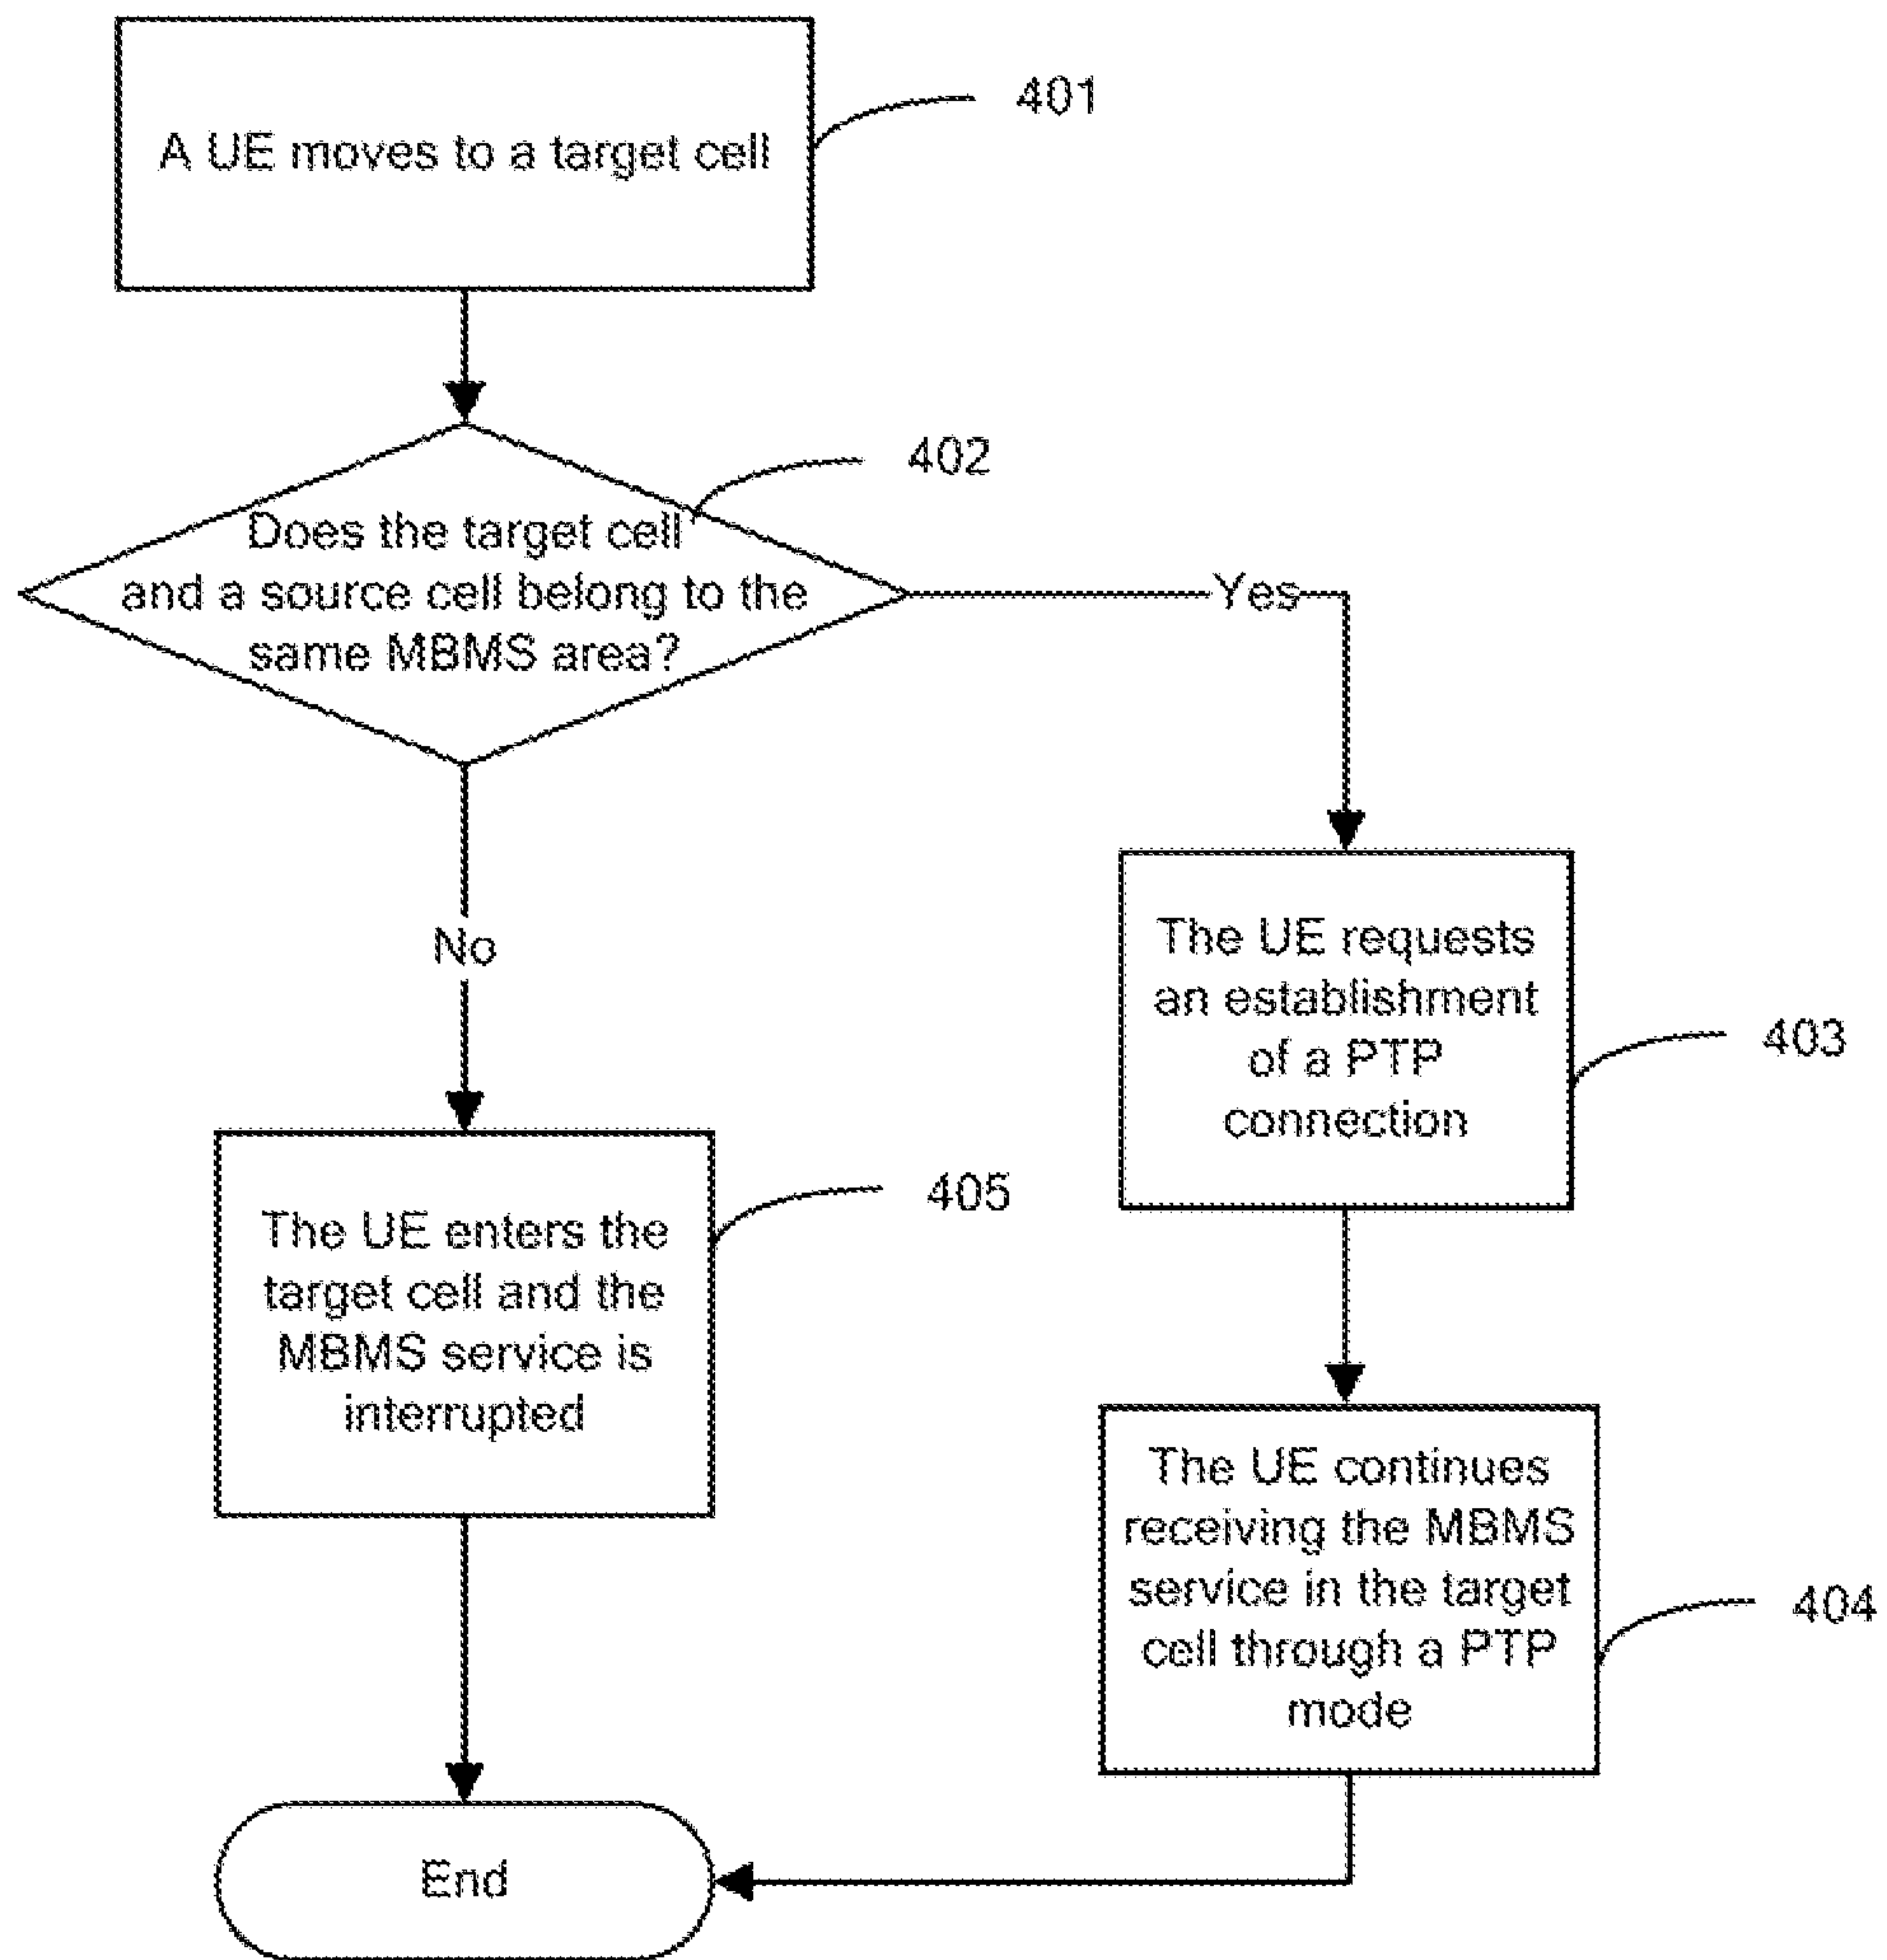 A UE moves to a target cell
401
402
Does the target cell
and a source cell belong to the
same MBMS area?
Yes
No
The UE requests
an establishment
of a PTP
connection
403
405
The UE enters the
target cell and the
MBMS service is
interrupted
The UE continues
receiving the MBMS
service in the target
cell through a PTP
mode
404
End